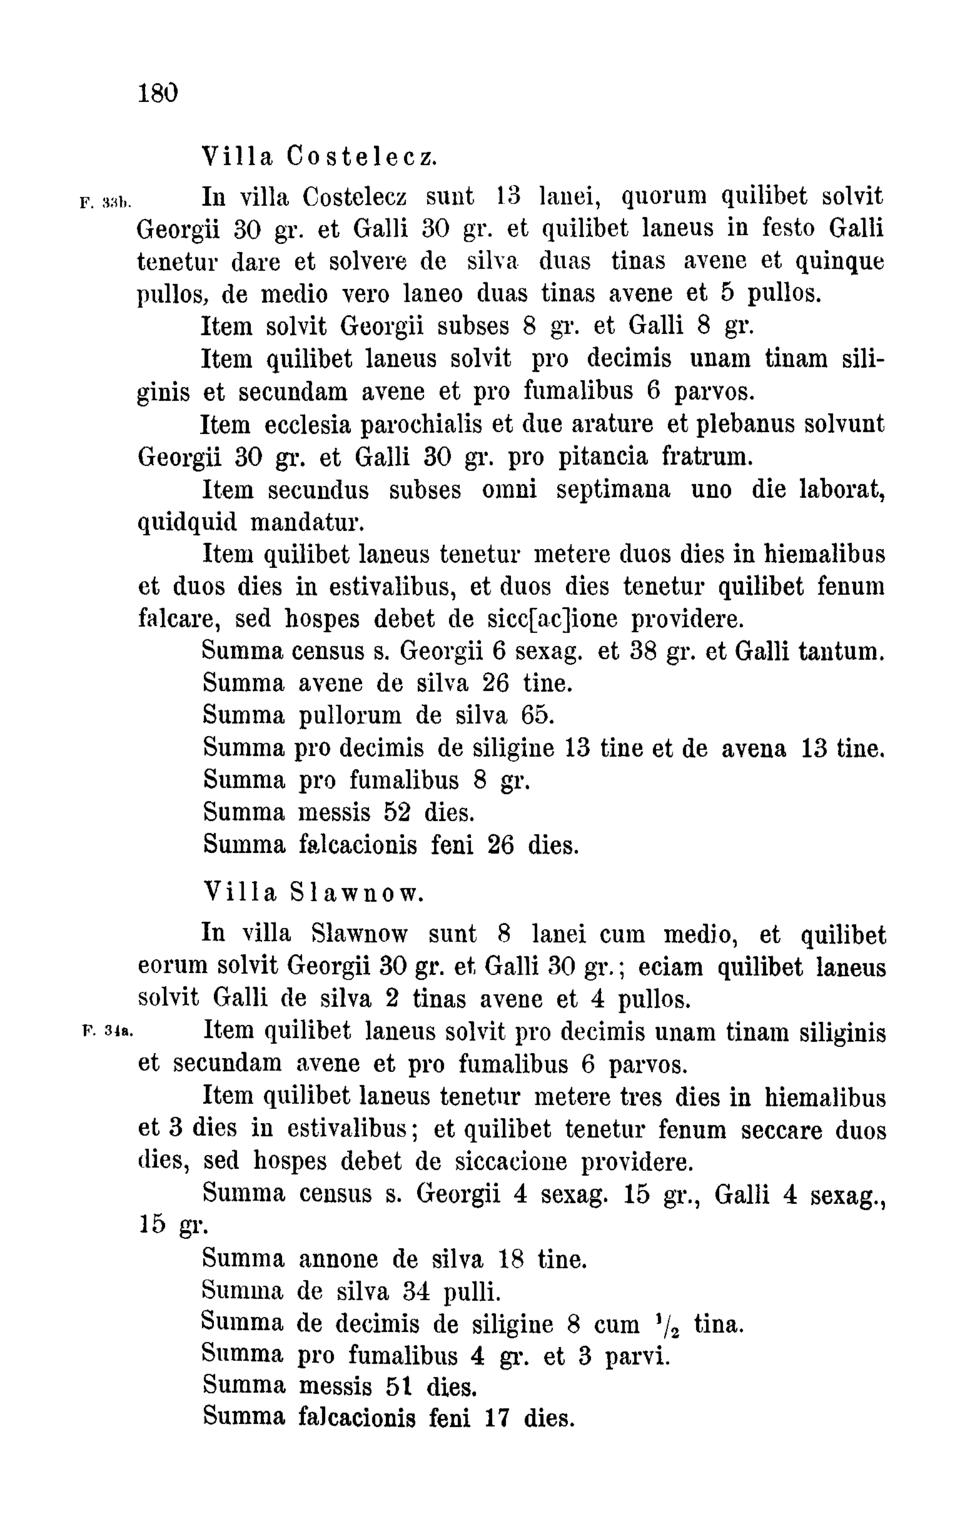 180
Villa Costelecz.
F. 33b. In villa Costelecz sunt 13 lanei, quorum quilibet solvit
Georgii 30 gr. et Galli 30 gr. et quilibet laneus in festo Galli
tenetur dare et solvere de silva duas tinas avene et quinque
pullos, de medio vero laneo duas tinas avene et 5 pullos.
Item solvit Georgii subses 8 gr. et Galli 8 gr.
Item quilibet laneus solvit pro decimis unam tinam sili-
ginis et secundam avene et pro fumalibus 6 parvos.
Item ecclesia parochialis et due arature et plebanus solvunt
Georgii 30 gr. et Galli 30 gr. pro pitancia fratrum.
Item secundus subses omni septimana uno die laborat,
quidquid mandatur.
Item quilibet laneus tenetur metere duos dies in hiemalibus
et duos dies in estivalibus, et duos dies tenetur quilibet fenum
falcare, sed hospes debet de sicc[ac]ione providere.
Summa census s. Georgii 6 sexag. et 38 gr. et Galli tantum.
Summa avene de silva 26 tine.
Summa pullorum de silva 65.
Summa pro decimis de siligine 13 tine et de avena 13 tine.
Summa pro fumalibus 8 gr.
Summa messis 52 dies.
Summa falcacionis feni 26 dies.
Villa Slawnow.
In villa Slawnow sunt 8 lanei cum medio, et quilibet
eorum solvit Georgii 30 gr. et Galli 30 gr.; eciam quilibet laneus
solvit Galli de silva 2 tinas avene et 4 pullos.
F. 34a. Item quilibet laneus solvit pro decimis unam tinam siliginis
et secundam avene et pro fumalibus 6 parvos.
Item quilibet laneus tenetur metere tres dies in hiemalibus
et 3 dies in estivalibus; et quilibet tenetur fenum seccare duos
dies, sed hospes debet de siccacione providere.
Summa census s. Georgii 4 sexag. 15 gr., Galli 4 sexag.,
15 gr.
Summa annone de silva 18 tine.
Summa de silva 34 pulli.
Summa de decimis de siligine 8 cum ½ tina.
Summa pro fumalibus 4 gr. et 3 parvi.
Summa messis 51 dies.
Summa falcacionis feni 17 dies.